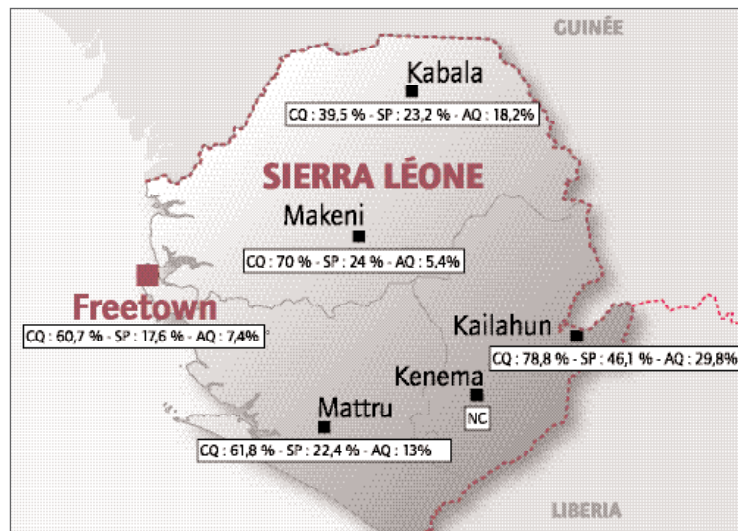 GUINÉE
Kabala
CQ : 39,5 % - SP : 23,2 % - AQ : 18,2%
SIERRA LÉONE
Makeni
CQ : 70 % - SP : 24 % - AQ : 5,4%
Freetown
CQ : 60,7 % - SP : 17,6 % - AQ : 7,4%
Kailahun
CQ : 78,8 % - SP : 46,1 % - AQ : 29,8%
Kenema
NC
Mattru
CQ : 61,8 % - SP : 22,4 % - AQ : 13%
LIBERIA